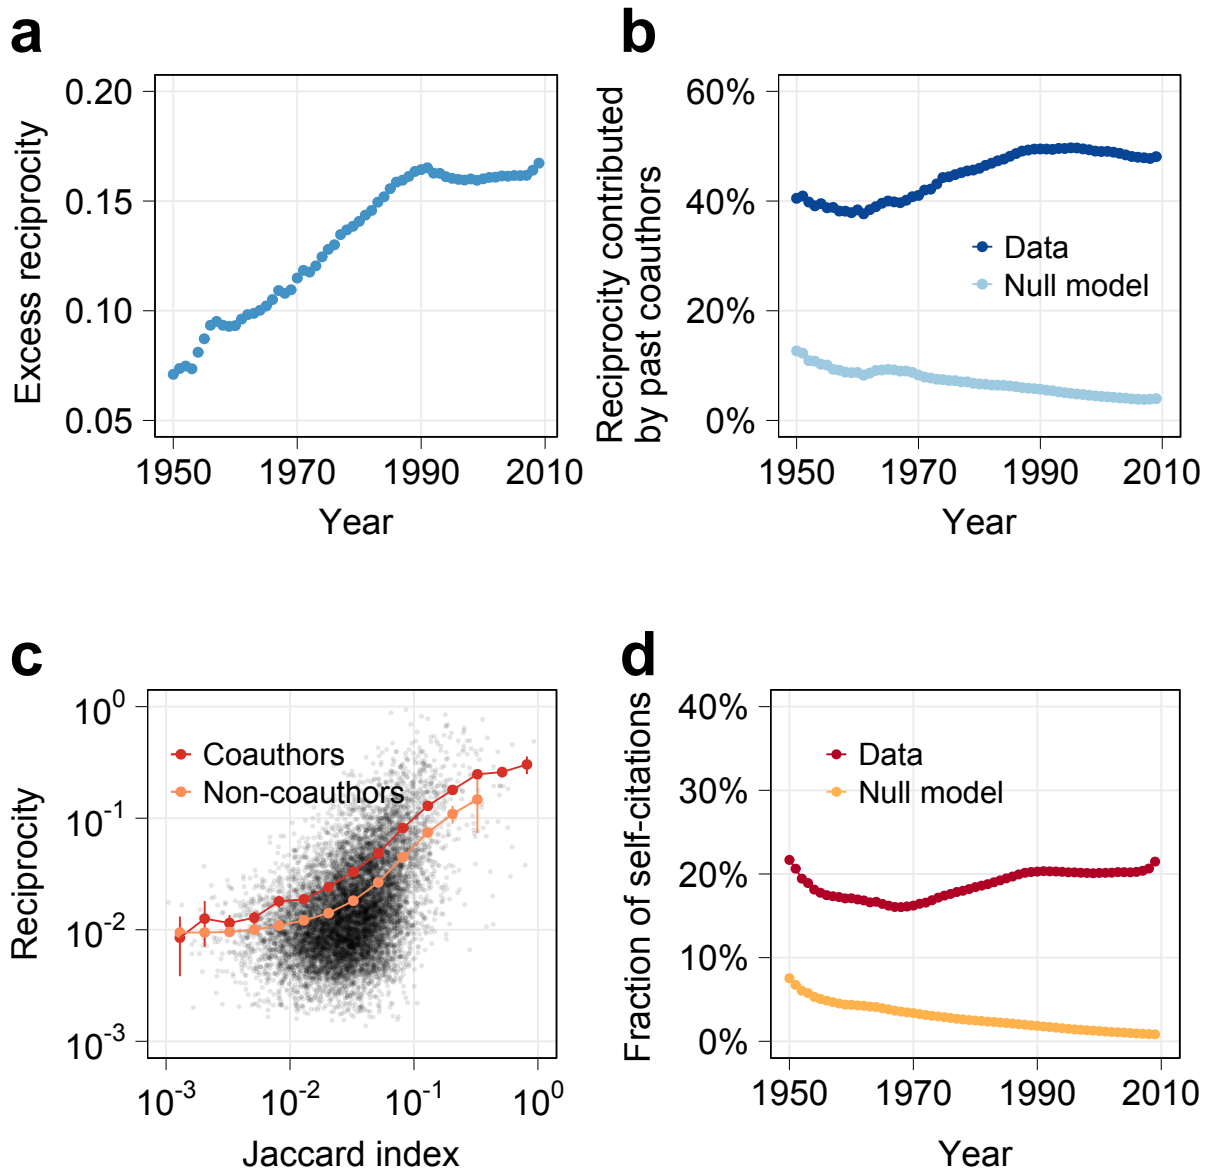 a
Excess reciprocity
0.20
0.15
0.10
0.05
1950 1970 1990 2010
Year
b
Reciprocity contributed
by past coauthors
60%
40%
20%
0%
Data
Null model
1950 1970 1990 2010
Year
c
Reciprocity
10^0
10^-1
10^-2
10^-3
Coauthors
Non-coauthors
10^-3 10^-2 10^-1 10^0
Jaccard index
d
Fraction of self-citations
40%
30%
20%
10%
0%
Data
Null model
1950 1970 1990 2010
Year